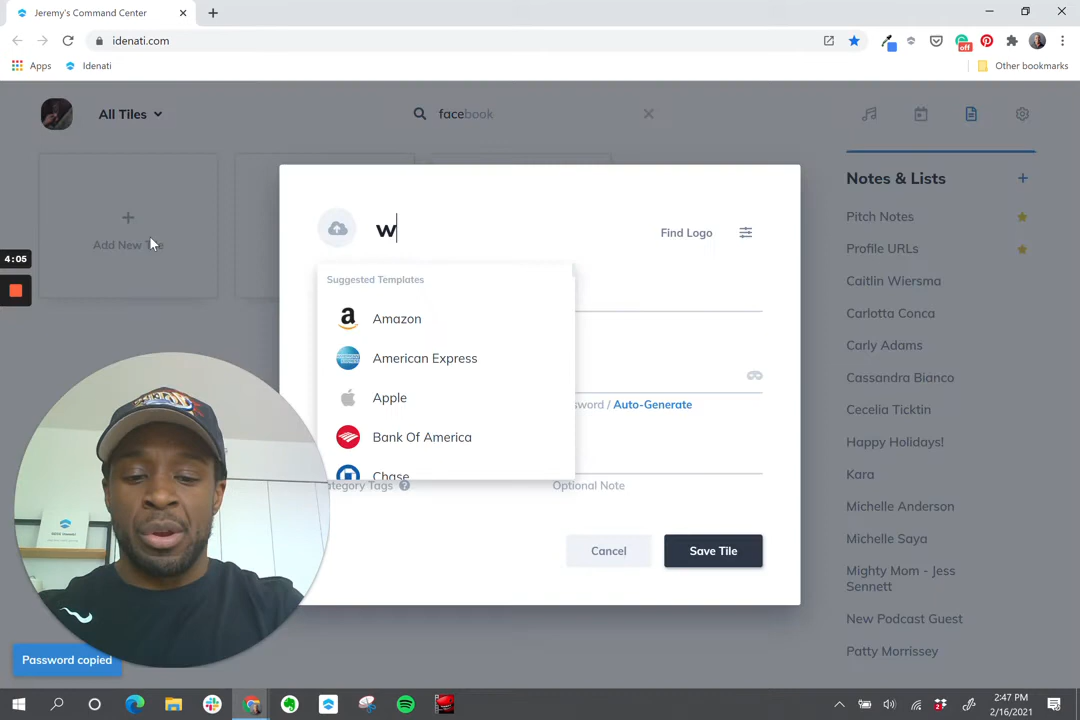 Jeremy's Command Center
idenati.com
off
Apps
Idenati
Other bookmarks
All Tiles
facebook
Add New
4:05
w
Find Logo
Suggested Templates
Amazon
American Express
Apple
Bank Of America
Chase
sword / Auto-Generate
ategory Tags ?
Optional Note
Cancel
Save Tile
Notes & Lists
Pitch Notes
Profile URLs
Caitlin Wiersma
Carlotta Conca
Carly Adams
Cassandra Bianco
Cecelia Ticktin
Happy Holidays!
Kara
Michelle Anderson
Michelle Saya
Mighty Mom - Jess
Sennett
New Podcast Guest
Patty Morrissey
Password copied
2:47 PM
2/16/2021